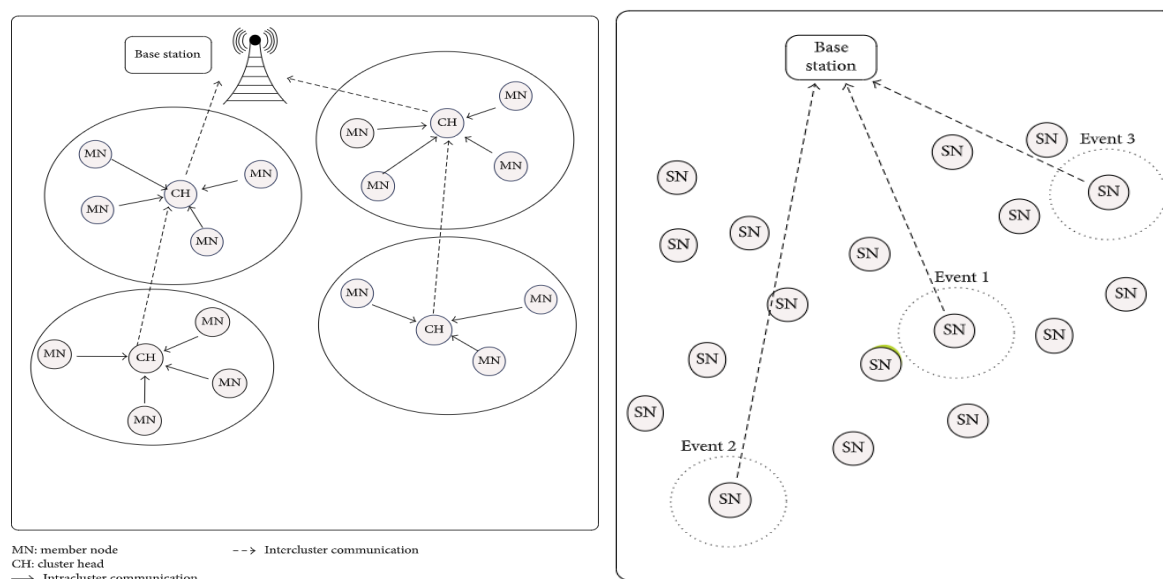 Base station
MN
MN
CH
MN
MN
MN
CH
MN
MN
MN
MN
MN
MN
CH
MN
MN
MN
MN
CH
MN
MN
MN: member node
CH: cluster head
Intracluster communication
Intercluster communication
Base
station
SN
SN
Event 3
SN
SN
SN
SN
SN
SN
SN
Event 1
SN
SN
SN
SN
SN
SN
SN
SN
SN
Event 2
SN